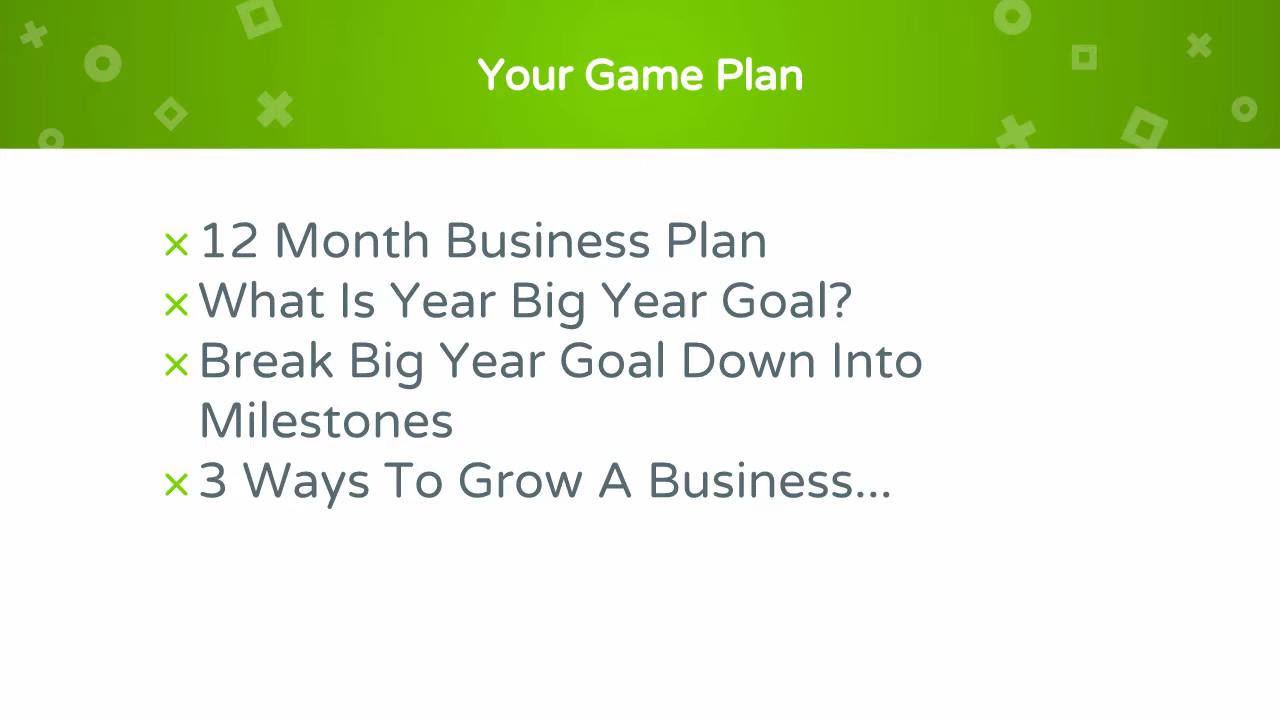 Your Game Plan
12 Month Business Plan
What Is Year Big Year Goal?
Break Big Year Goal Down Into
Milestones
3 Ways To Grow A Business...